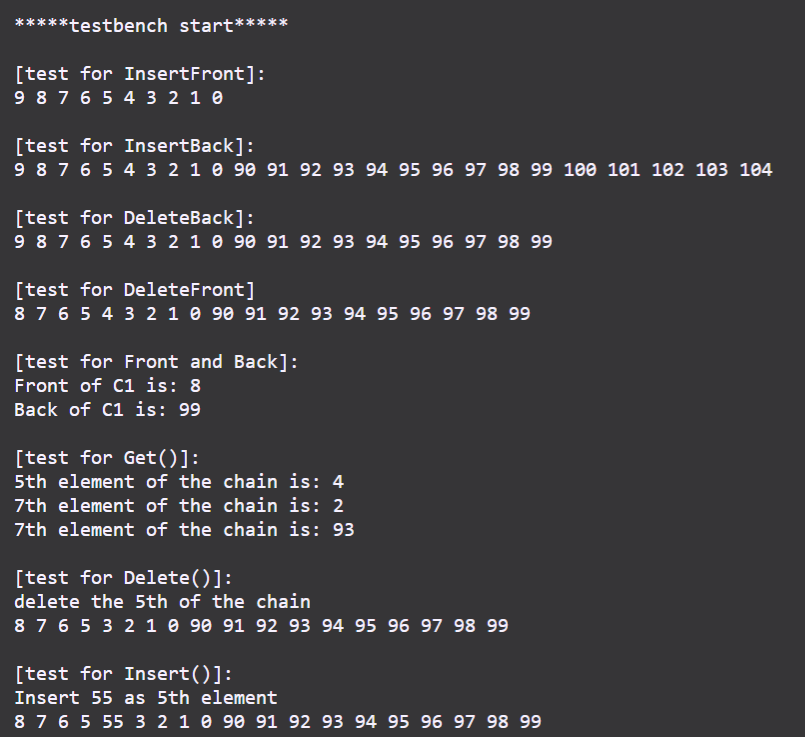 *****testbench start*****
[test for InsertFront]:
9 8 7 6 5 4 3 2 1 0
[test for InsertBack]:
9 8 7 6 5 4 3 2 1 0 90 91 92 93 94 95 96 97 98 99 100 101 102 103 104
[test for DeleteBack]:
9 8 7 6 5 4 3 2 1 0 90 91 92 93 94 95 96 97 98 99
[test for DeleteFront]
8 7 6 5 4 3 2 1 0 90 91 92 93 94 95 96 97 98 99
[test for Front and Back]:
Front of C1 is: 8
Back of C1 is: 99
[test for Get()]:
5th element of the chain is: 4
7th element of the chain is: 2
7th element of the chain is: 93
[test for Delete()]:
delete the 5th of the chain
8 7 6 5 3 2 1 0 90 91 92 93 94 95 96 97 98 99
[test for Insert()]:
Insert 55 as 5th element
8 7 6 5 55 3 2 1 0 90 91 92 93 94 95 96 97 98 99